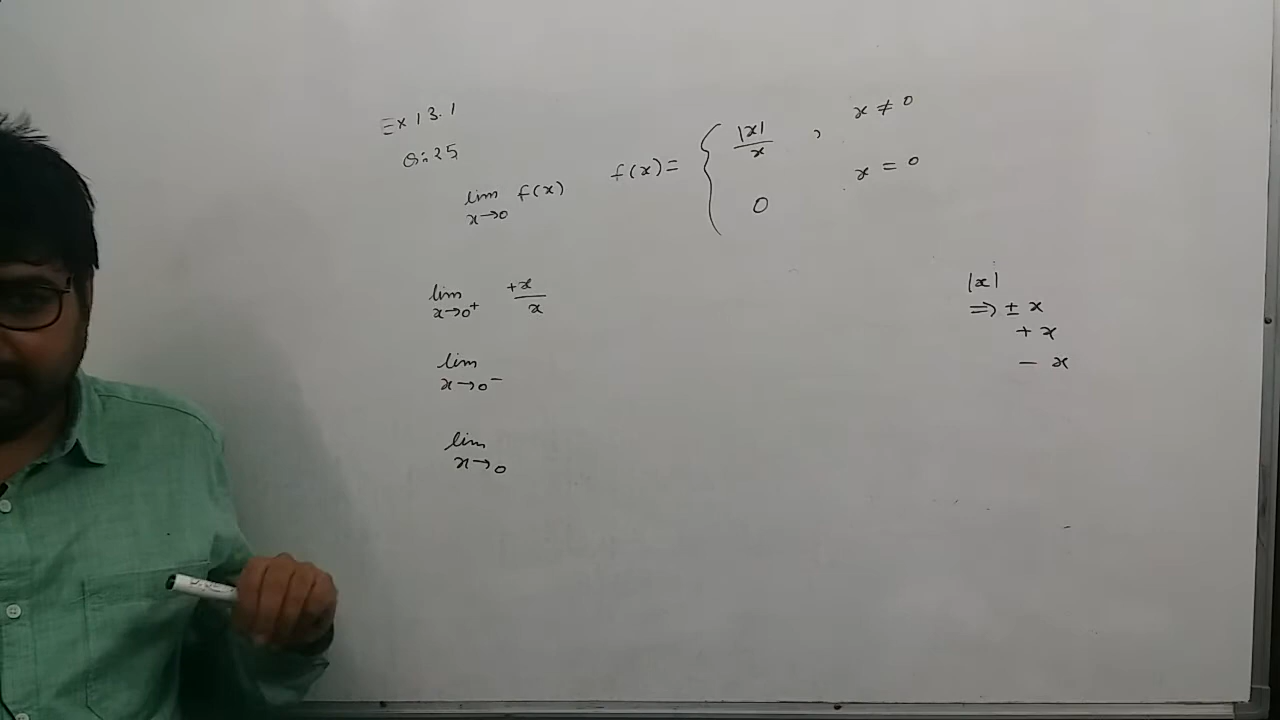 Ex 13.1
Q:25
lim x→0 f(x) f(x) = { |x|/x , x ≠ 0
0 x = 0
lim x→0⁺ +x/x
lim x→0⁻
lim x→0
|x|
⇒ ± x
+ x
− x